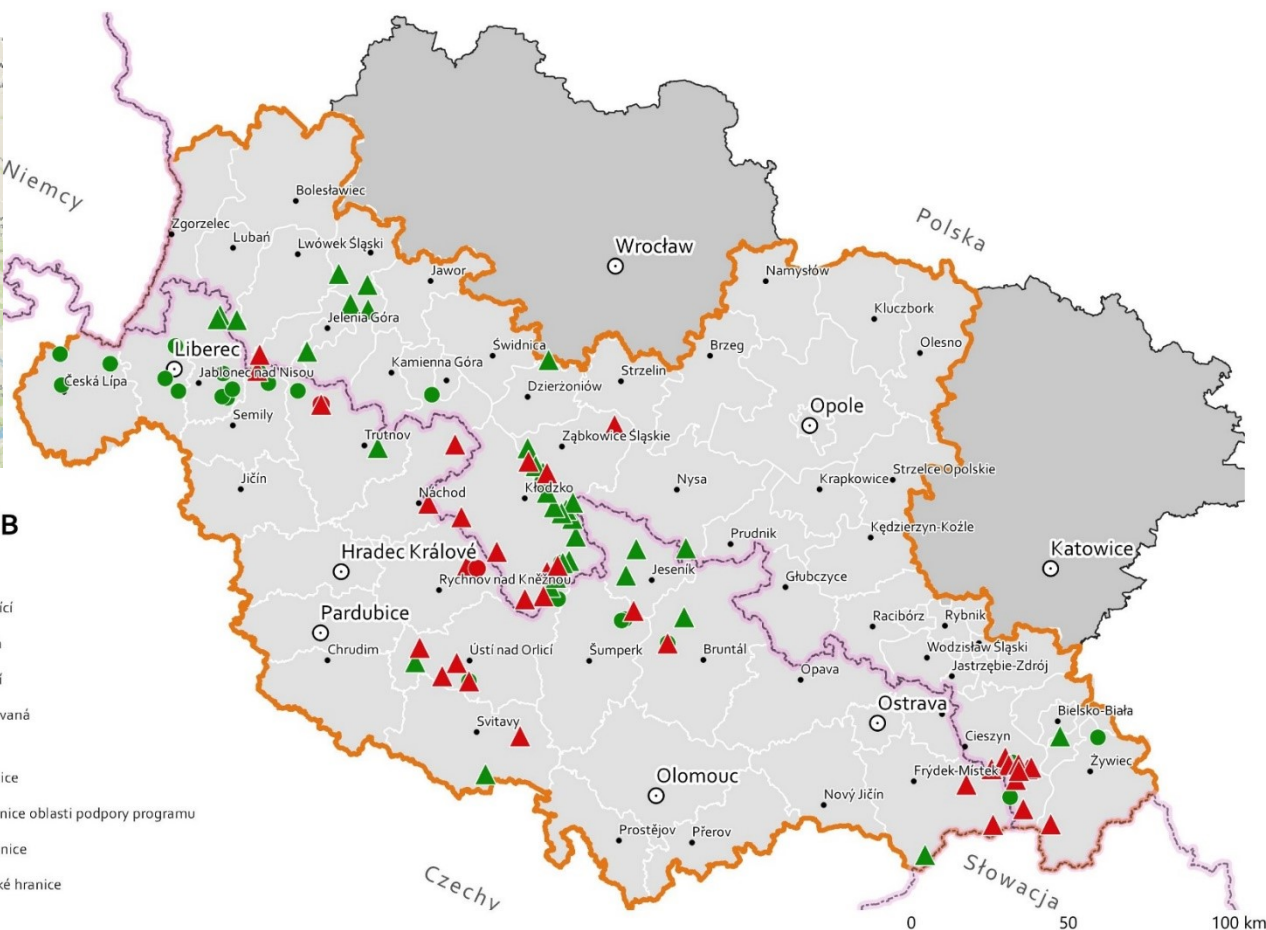 Niemcy
Polska
Bolesławiec
Zgorzelec
Lubań
Lwówek Śląski
Wrocław
Jawor
Namysłów
Jelenia Góra
Kluczbork
Liberec
Świdnica
Brzeg
Olesno
Česká Lípa
Jablonec nad Nisou
Kamienna Góra
Strzelin
Dzierżoniów
Semily
Opole
Trutnov
Ząbkowice Śląskie
Strzelce Opolskie
Jičín
Náchod
Kłodzko
Nysa
Krapkowice
B
Prudnik
Kędzierzyn-Koźle
Hradec Králové
Katowice
Rychnov nad Kněžnou
Jeseník
Głubczyce
Pardubice
Racibórz
Rybnik
Chrudim
Ústí nad Orlicí
Šumperk
Bruntál
Wodzisław Śląski
Jastrzębie-Zdrój
Opava
Svitavy
Ostrava
Bielsko-Biała
Cieszyn
Żywiec
Olomouc
Frýdek-Místek
Nový Jičín
nice oblasti podpory programu
Prostějov
Přerov
Czechy
Słowacja
0 50 100 km